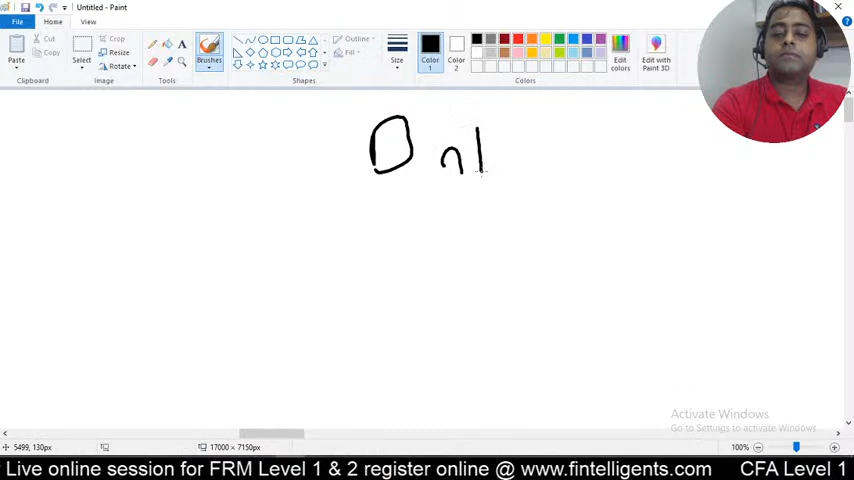 Untitled - Paint
File Home View
Paste
Cut
Copy
Clipboard
Select
Crop
Resize
Rotate
Image
A
Tools
Brushes
Outline
Fill
Shapes
Size
Color 1
Color 2
Edit colors
Edit with Paint 3D
Colors
O nl
Activate Windows
Go to Settings to activate Windows.
5499, 130px
17000 × 7150px
100%
Live online session for FRM Level 1 & 2 register online @ www.fintelligents.com CFA Level 1